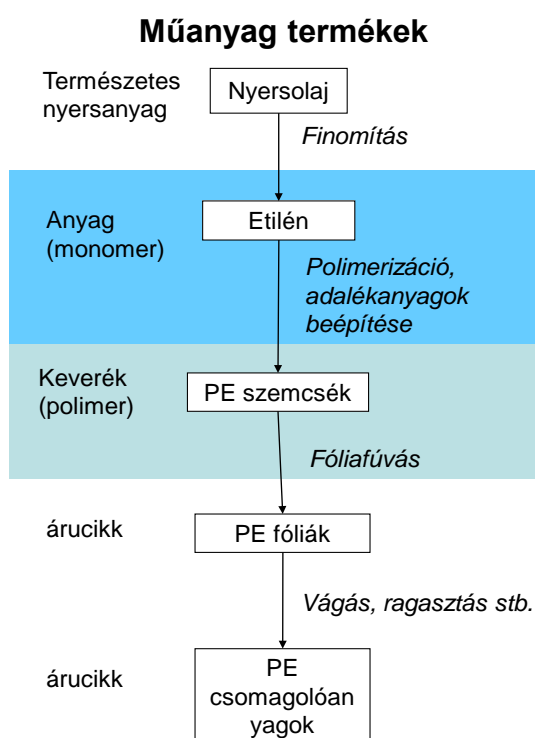 Műanyag termékek
Természetes
nyersanyag
Nyersolaj
Finomítás
Anyag
(monomer)
Etilén
Polimerizáció,
adalékanyagok
beépítése
Keverék
(polimer)
PE szemcsék
Fóliafúvás
árucikk
PE fóliák
Vágás, ragasztás stb.
árucikk
PE
csomagolóan
yagok